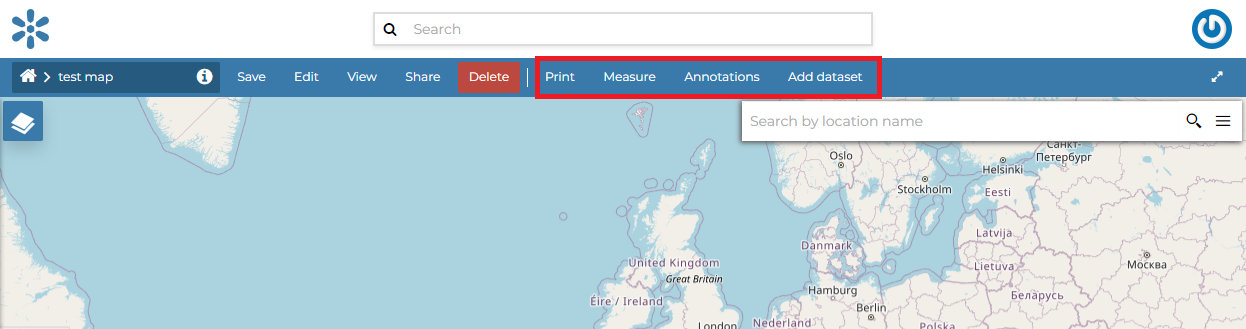 Search
test map Save Edit View Share Delete Print Measure Annotations Add dataset
Search by location name
Oslo
Helsinki
Санкт-
Петербург
Stockholm
Eesti
Latvija
Danmark
Lietuva
Москва
United Kingdom
Great Britain
Hamburg
Éire / Ireland
Berlin
Беларусь
London
Nederland
Polska